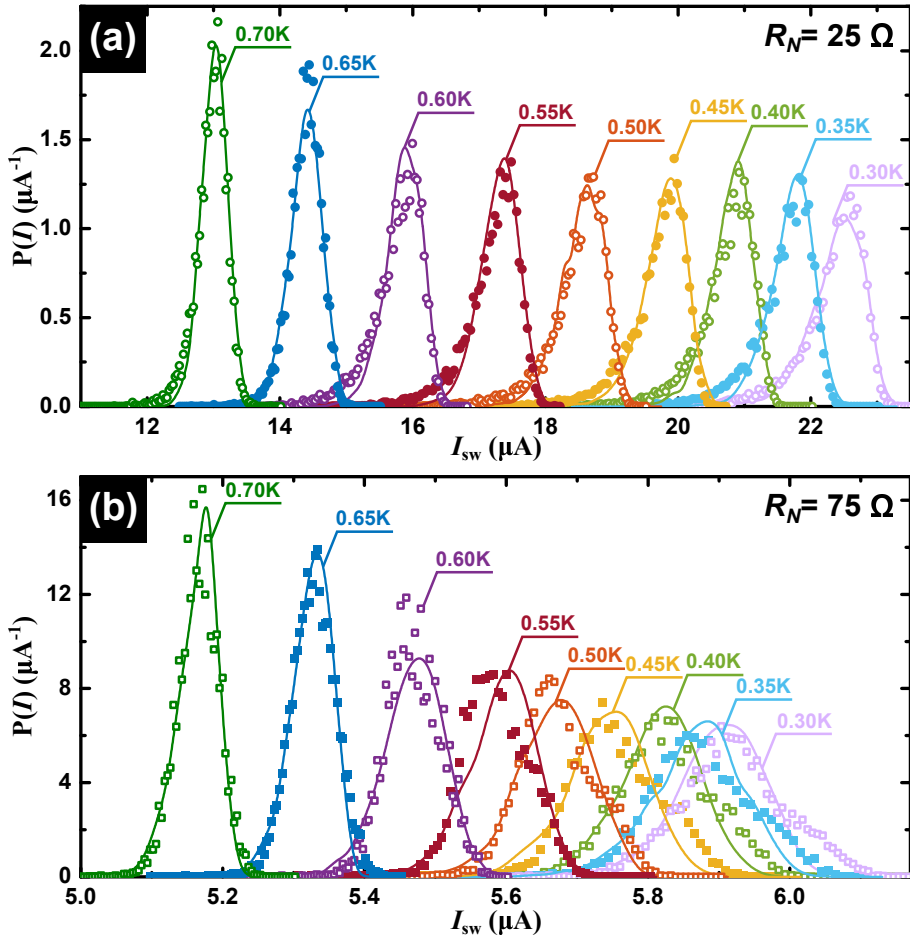 (a)
R_N= 25 Ω
0.70K
0.65K
0.60K
0.55K
0.50K
0.45K
0.40K
0.35K
0.30K
P(I) (µA⁻¹)
2.0
1.5
1.0
0.5
0.0
12 14 16 18 20 22
I_sw (µA)
(b)
R_N= 75 Ω
0.70K
0.65K
0.60K
0.55K
0.50K
0.45K
0.40K
0.35K
0.30K
P(I) (µA⁻¹)
16
12
8
4
0
5.0 5.2 5.4 5.6 5.8 6.0
I_sw (µA)